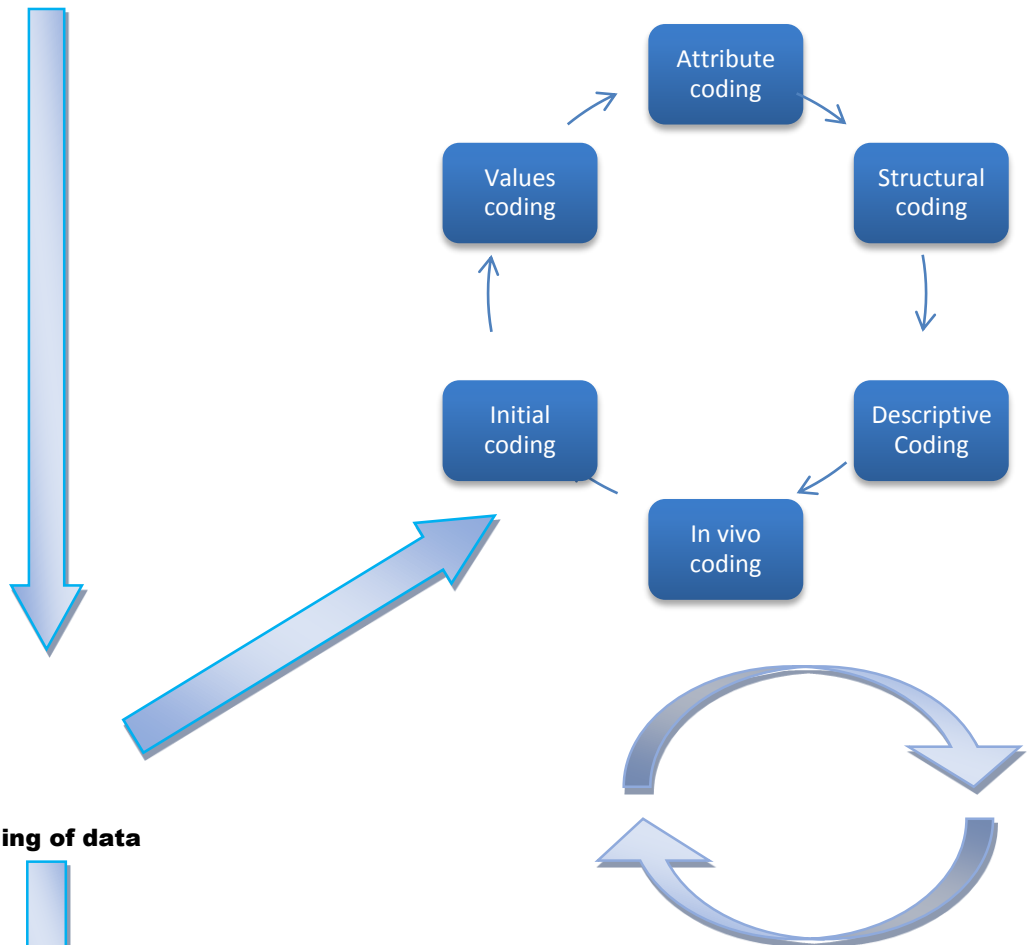 Attribute
coding
Values
coding
Structural
coding
Initial
coding
Descriptive
Coding
In vivo
coding
ing of data